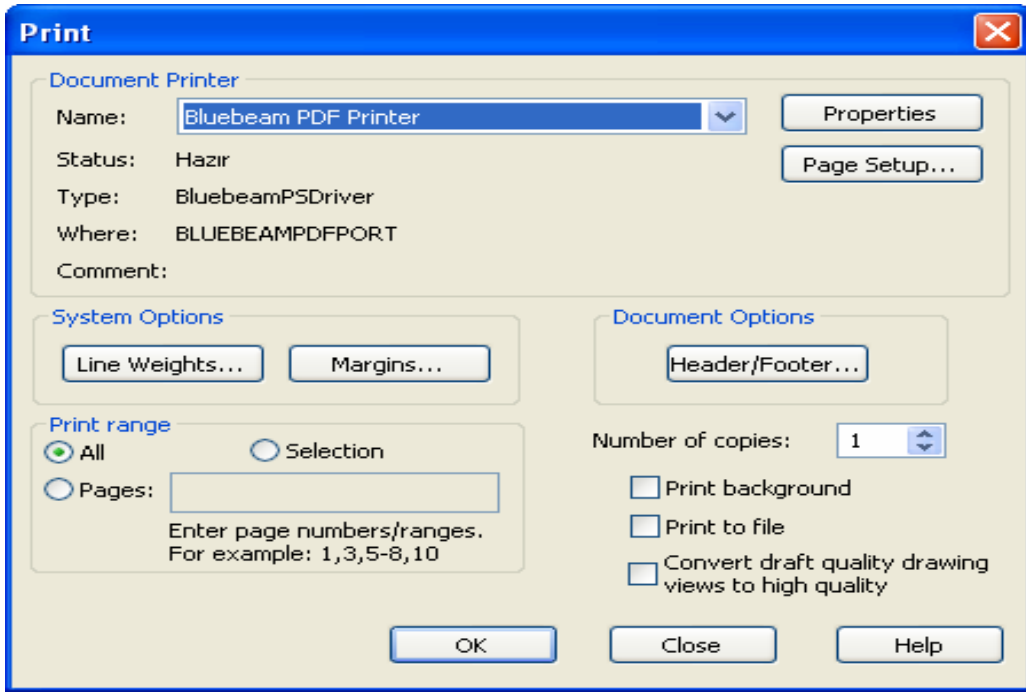 Print
Document Printer
Name: Bluebeam PDF Printer Properties
Status: Hazır Page Setup...
Type: BluebeamPSDriver
Where: BLUEBEAMPDFPORT
Comment:
System Options
Line Weights... Margins...
Document Options
Header/Footer...
Print range
All Selection
Pages:
Enter page numbers/ranges.
For example: 1,3,5-8,10
Number of copies: 1
Print background
Print to file
Convert draft quality drawing
views to high quality
OK Close Help